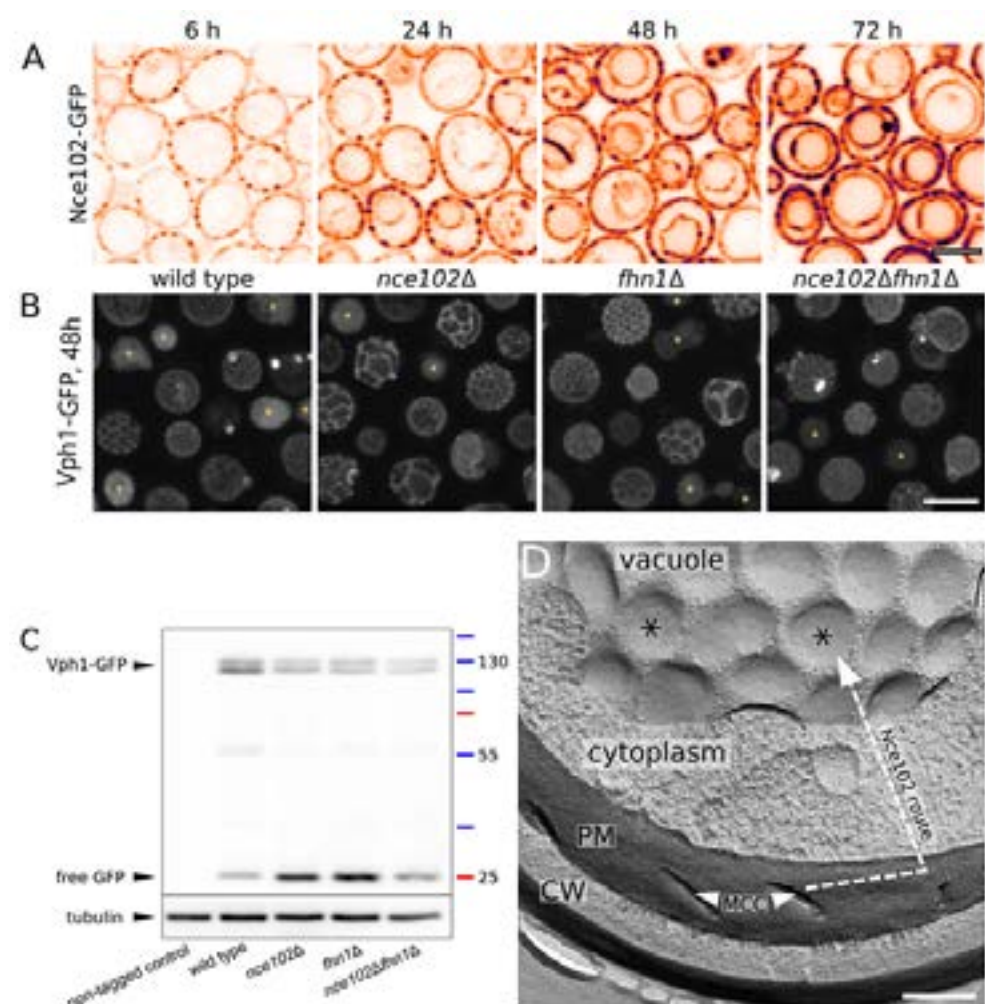 6 h 24 h 48 h 72 h
A
Nce102-GFP
wild type nce102Δ fhn1Δ nce102Δfhn1Δ
B
Vph1-GFP, 48h
C
Vph1-GFP
130
55
free GFP
25
tubulin
non-tagged control
wild type
nce102Δ
fhn1Δ
nce102Δfhn1Δ
D
vacuole
*
*
Nce102 route
cytoplasm
PM
MCC
CW